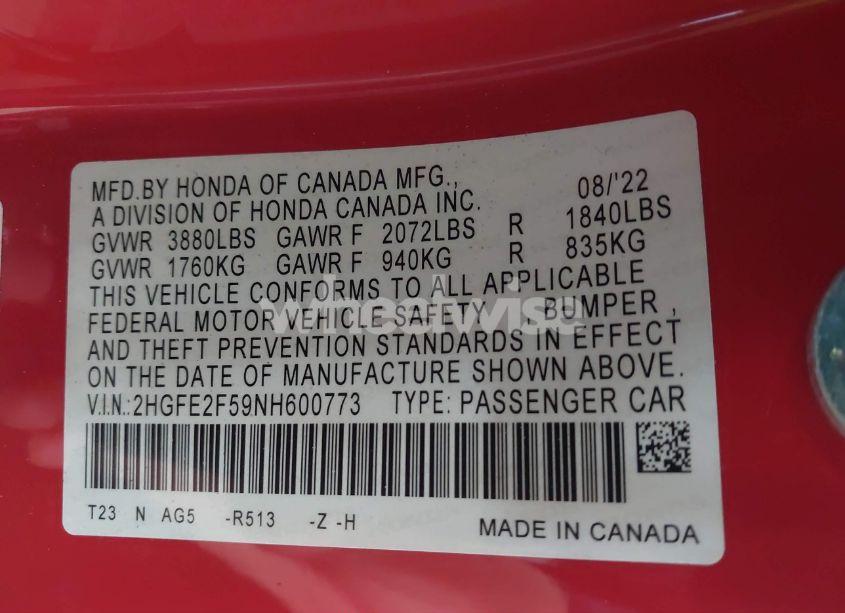 MFD.BY HONDA OF CANADA MFG., 08/'22
A DIVISION OF HONDA CANADA INC.
GVWR 3880LBS GAWR F 2072LBS R 1840LBS
GVWR 1760KG GAWR F 940KG R 835KG
THIS VEHICLE CONFORMS TO ALL APPLICABLE
FEDERAL MOTOR VEHICLE SAFETY , BUMPER ,
AND THEFT PREVENTION STANDARDS IN EFFECT
ON THE DATE OF MANUFACTURE SHOWN ABOVE.
V.I.N.:2HGFE2F59NH600773 TYPE: PASSENGER CAR
T23 N AG5 -R513 -Z -H MADE IN CANADA
wheelwise